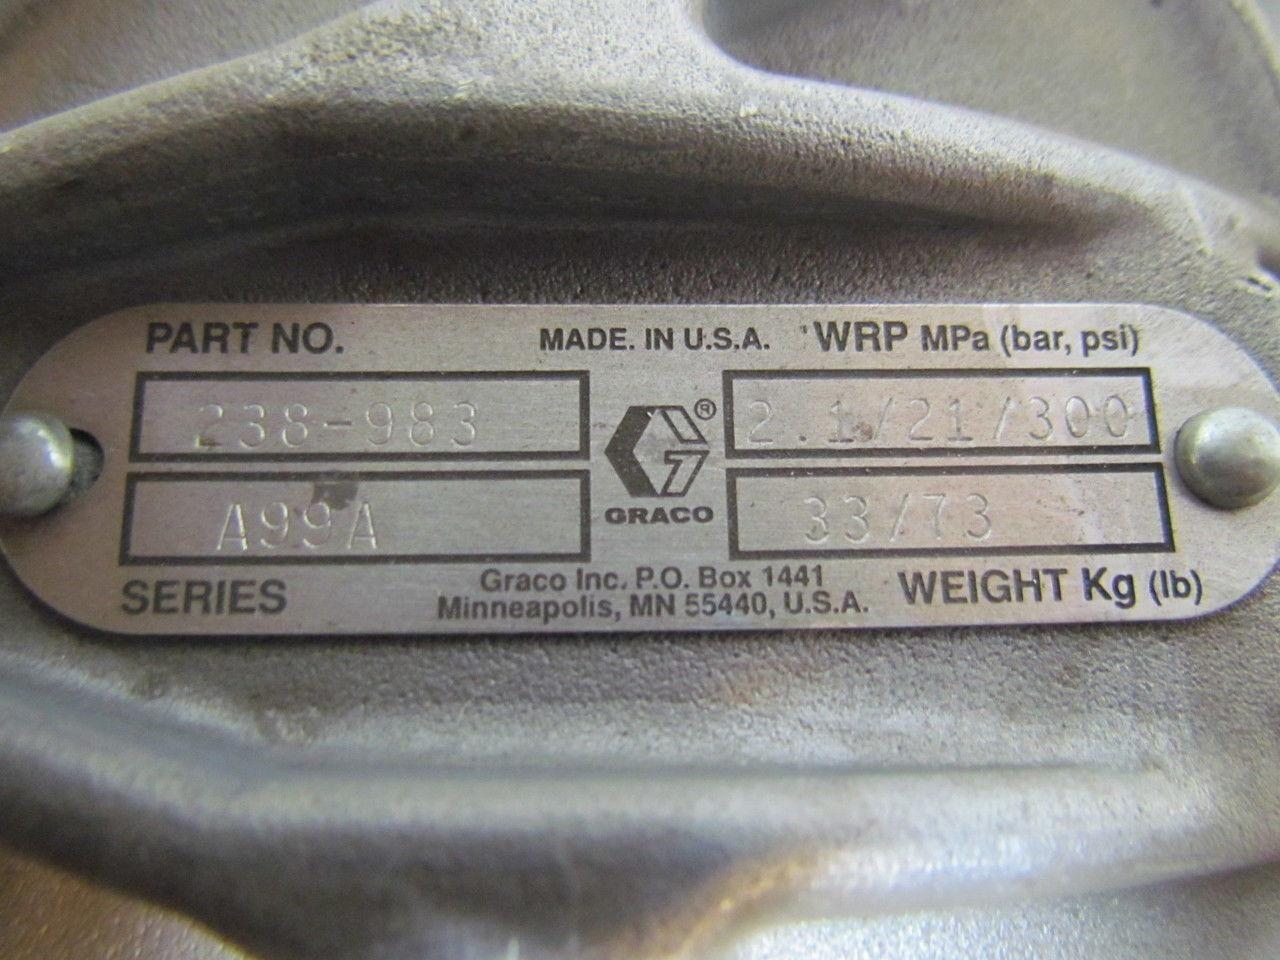 PART NO.
MADE. IN U.S.A.
WRP MPa (bar, psi)
238-983
®
2.1/21/300
A99A
GRACO
33/73
SERIES
Graco Inc. P.O. Box 1441
Minneapolis, MN 55440, U.S.A.
WEIGHT Kg (lb)